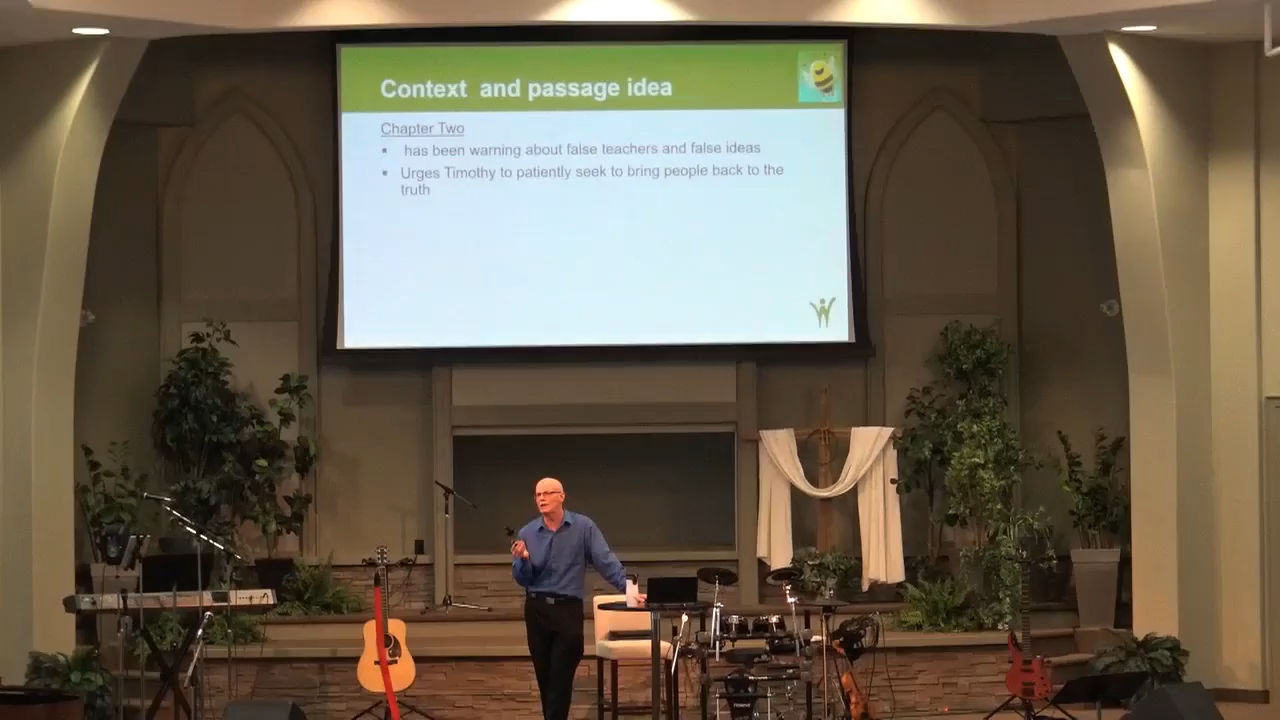 Context and passage idea
Chapter Two
has been warning about false teachers and false ideas
Urges Timothy to patiently seek to bring people back to the
truth